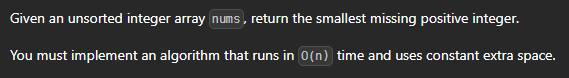 Given an unsorted integer array nums, return the smallest missing positive integer.
You must implement an algorithm that runs in O(n) time and uses constant extra space.